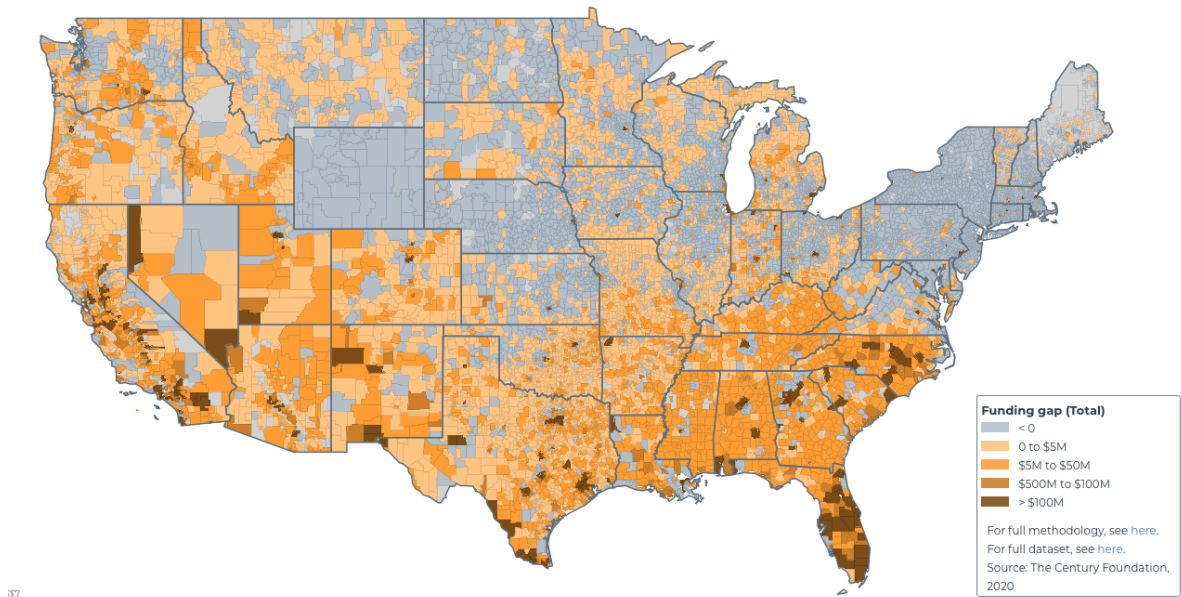 Funding gap (Total)
< 0
0 to $5M
$5M to $50M
$500M to $100M
> $100M
For full methodology, see here.
For full dataset, see here.
Source: The Century Foundation,
2020